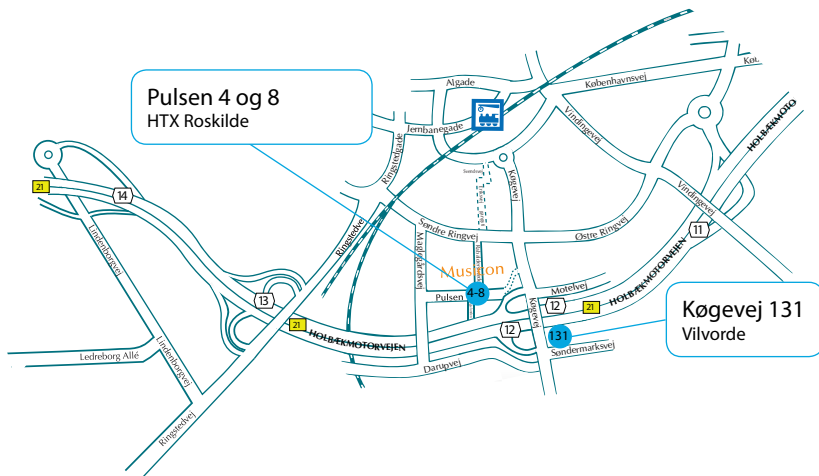 Pulsen 4 og 8
HTX Roskilde
Algade
Københavnsvej
Jernbanegade
Vindingevej
HOLBÆKMOTO
Ringstedgade
21
14
Lindenborgvej
Køgevej
Vindingevej
Ringstedvej
Søndre Ringvej
Østre Ringvej
11
Maglegårdsvej
Musicon
HOLBÆKMOTORVEJEN
Motelvej
13
4-8
Pulsen
12
21
Køgevej
Køgevej 131
Vilvorde
21
HOLBÆKMOTORVEJEN
12
131
Søndermarksvej
Ledreborg Allé
Lindenborgvej
Darupvej
Ringstedvej